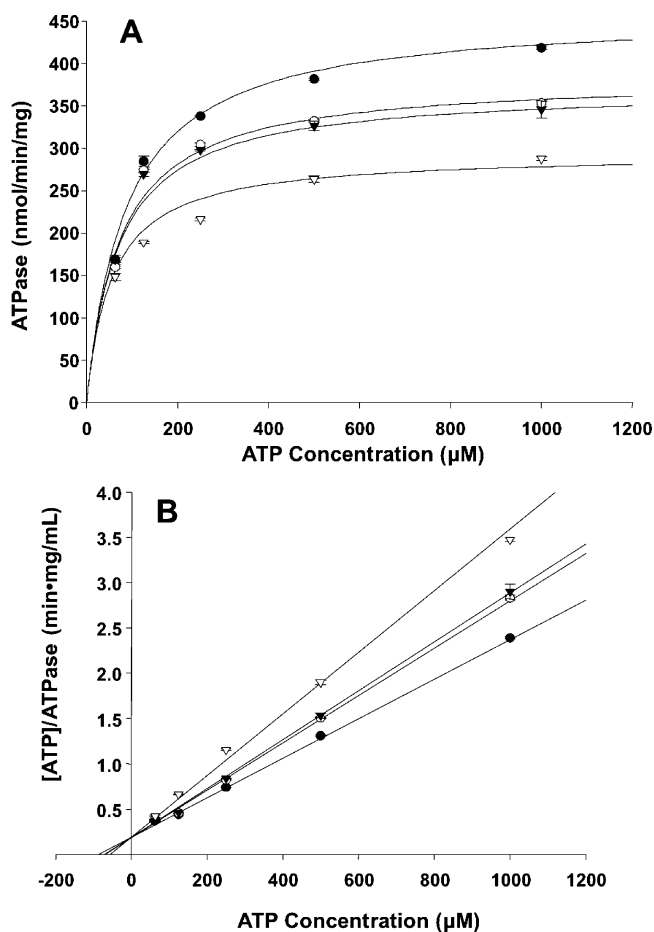 A
450
400
350
300
250
200
150
100
50
0
ATPase (nmol/min/mg)
0 200 400 600 800 1000 1200
ATP Concentration (µM)
B
4.0
3.5
3.0
2.5
2.0
1.5
1.0
0.5
[ATP]/ATPase (min•mg/mL)
-200 0 200 400 600 800 1000 1200
ATP Concentration (µM)